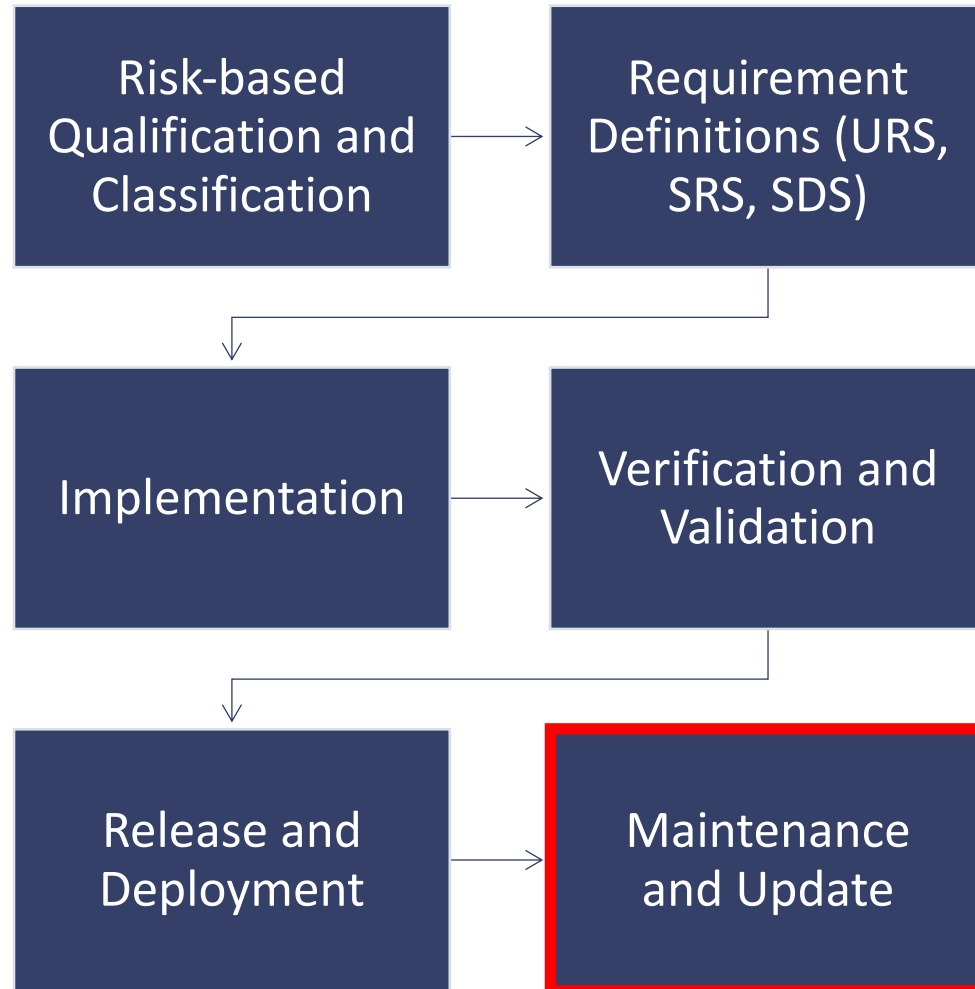 Risk-based
Qualification and
Classification
Requirement
Definitions (URS,
SRS, SDS)
Implementation
Verification and
Validation
Release and
Deployment
Maintenance
and Update